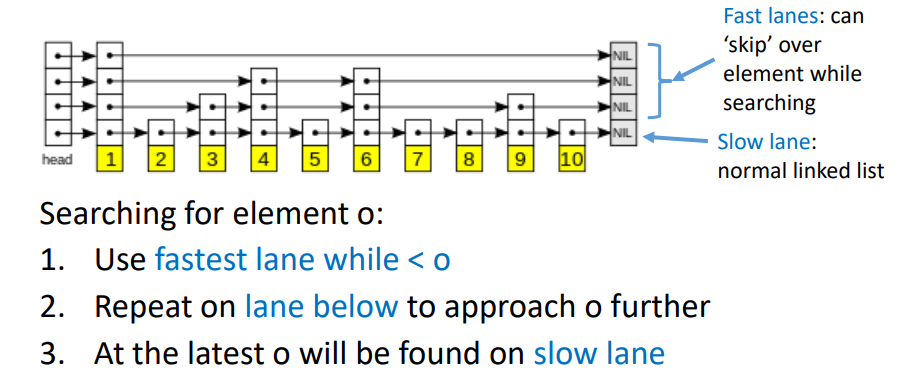 Fast lanes: can
'skip' over
element while
searching
NIL
NIL
NIL
NIL
Slow lane:
normal linked list
head 1 2 3 4 5 6 7 8 9 10
Searching for element o:
1. Use fastest lane while < o
2. Repeat on lane below to approach o further
3. At the latest o will be found on slow lane